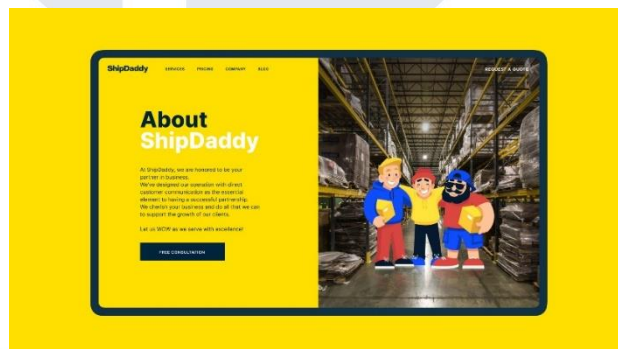 ShipDaddy
SERVICES PRICING COMPANY BLOG
REQUEST A QUOTE
About
ShipDaddy
At ShipDaddy, we are honored to be your
partner in business.
We've designed our operation with direct
customer communication as the essential
element to having a successful partnership.
We cherish your business and do all that we can
to support the growth of our clients.
Let us WOW as we serve with excellence!
FREE CONSULTATION